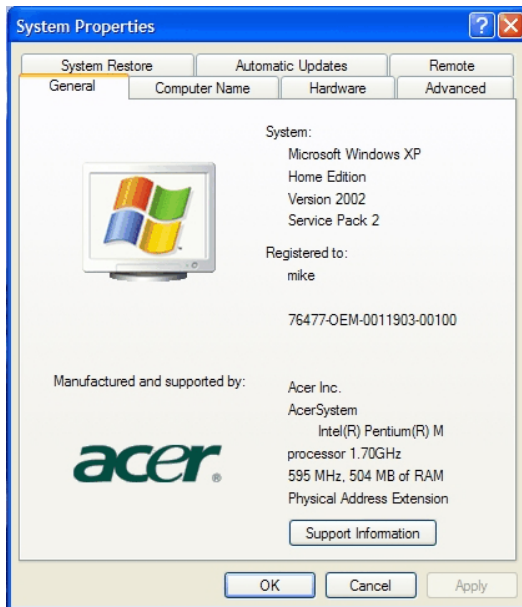 System Properties
System Restore
Automatic Updates
Remote
General
Computer Name
Hardware
Advanced
System:
Microsoft Windows XP
Home Edition
Version 2002
Service Pack 2
Registered to:
mike
76477-OEM-0011903-00100
Manufactured and supported by:
acer
Acer Inc.
AcerSystem
Intel(R) Pentium(R) M
processor 1.70GHz
595 MHz, 504 MB of RAM
Physical Address Extension
Support Information
OK
Cancel
Apply